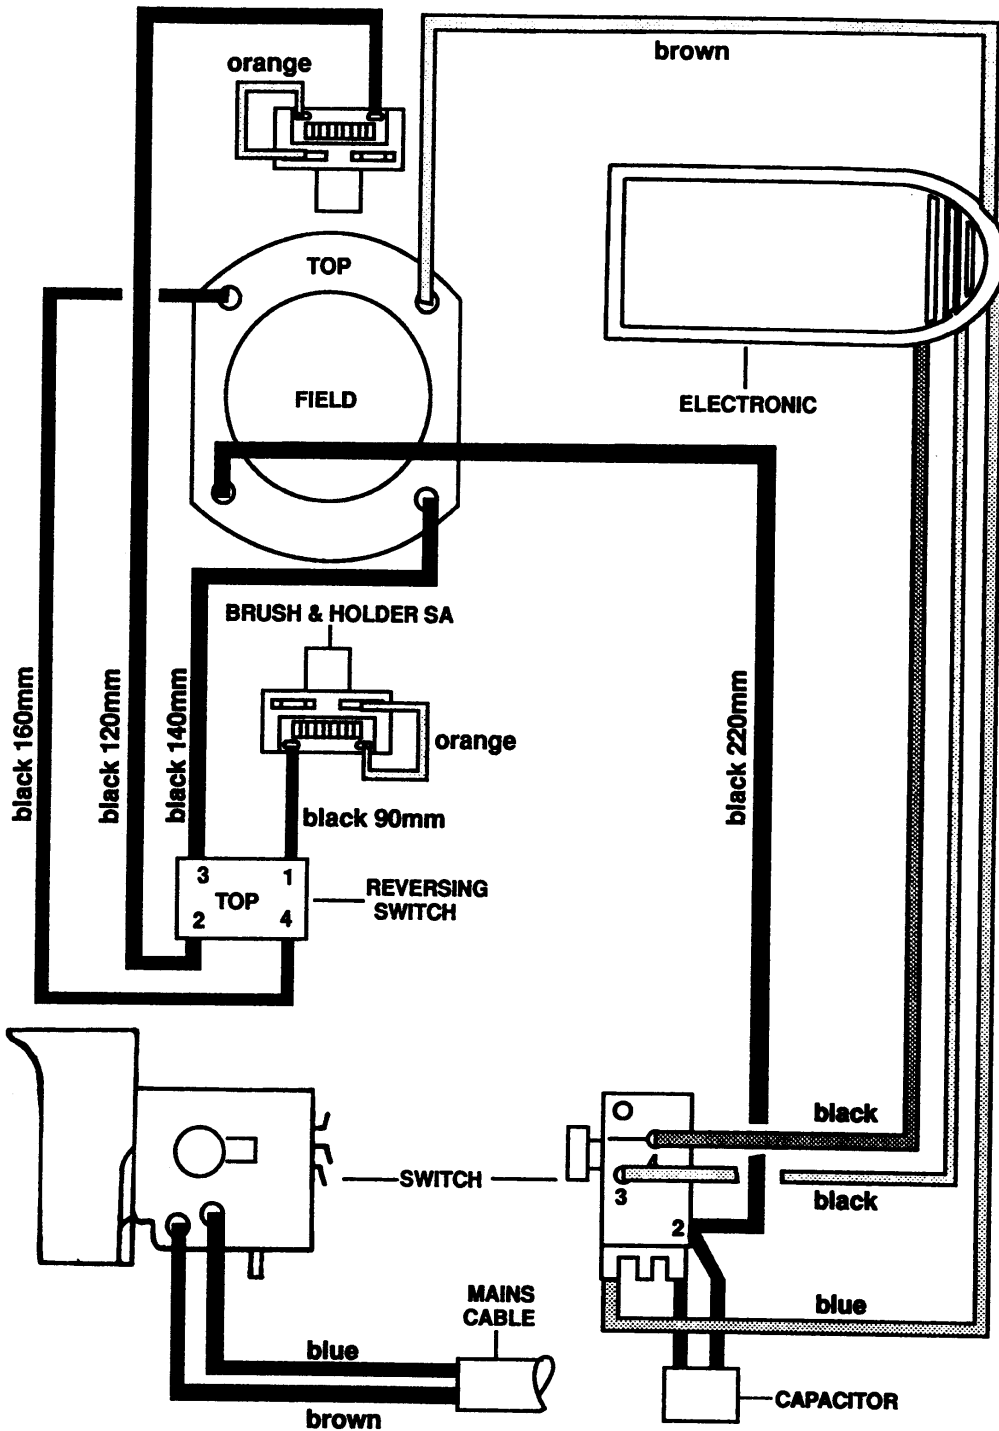 brown
orange
TOP
FIELD
ELECTRONIC
BRUSH & HOLDER SA
black 160mm
black 120mm
black 140mm
black 220mm
orange
black 90mm
3 1
TOP
2 4
REVERSING
SWITCH
black
4
SWITCH
3
black
2
MAINS
CABLE
blue
blue
brown
CAPACITOR